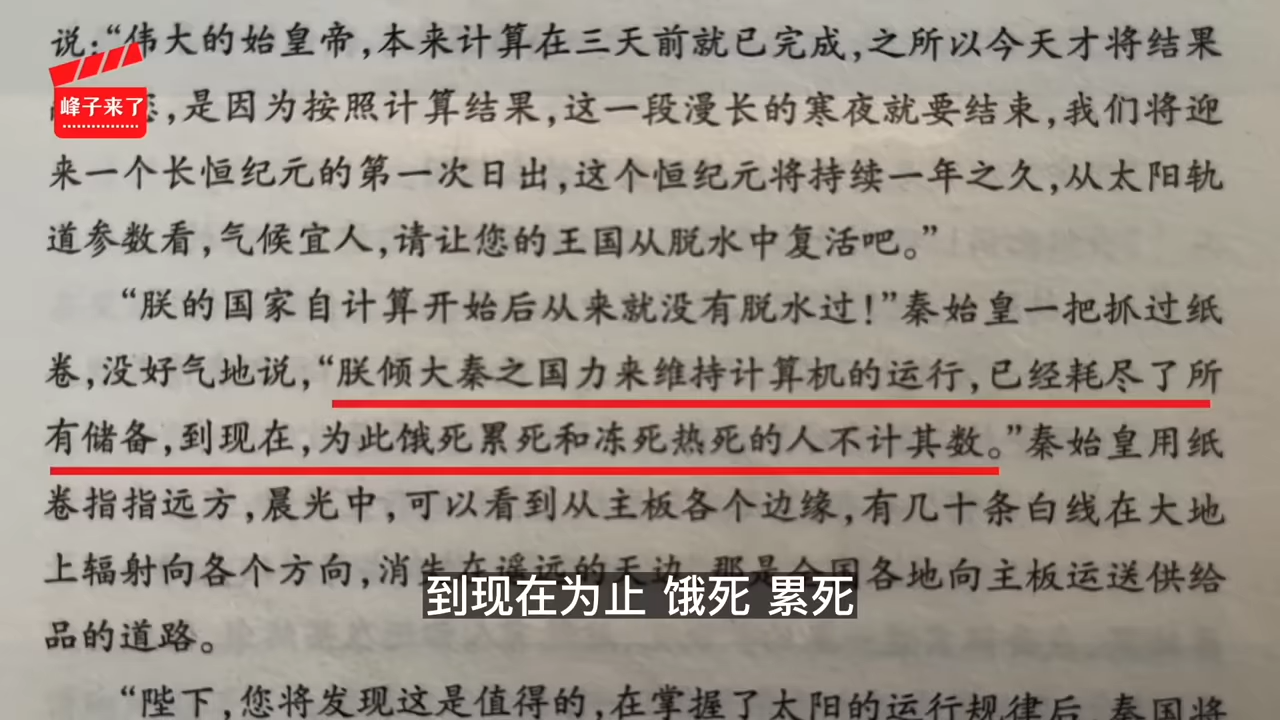 说:“伟大的始皇帝,本来计算在三天前就已完成,之所以今天才将结果
,是因为按照计算结果,这一段漫长的寒夜就要结束,我们将迎
来一个长恒纪元的第一次日出,这个恒纪元将持续一年之久,从太阳轨
道参数看,气候宜人,请让您的王国从脱水中复活吧。”
“朕的国家自计算开始后从来就没有脱水过!”秦始皇一把抓过纸
卷,没好气地说,“朕倾大秦之国力来维持计算机的运行,已经耗尽了所
有储备,到现在,为此饿死累死和冻死热死的人不计其数。”秦始皇用纸
卷指指远方,晨光中,可以看到从主板各个边缘,有几十条白线在大地
上辐射向各个方向,消失在遥远的天边,那是全国各地向主板运送供给
品的道路。
“陛下,您将发现这是值得的,在掌握了太阳的运行规律后,秦国将
峰子来了
到现在为止 饿死 累死